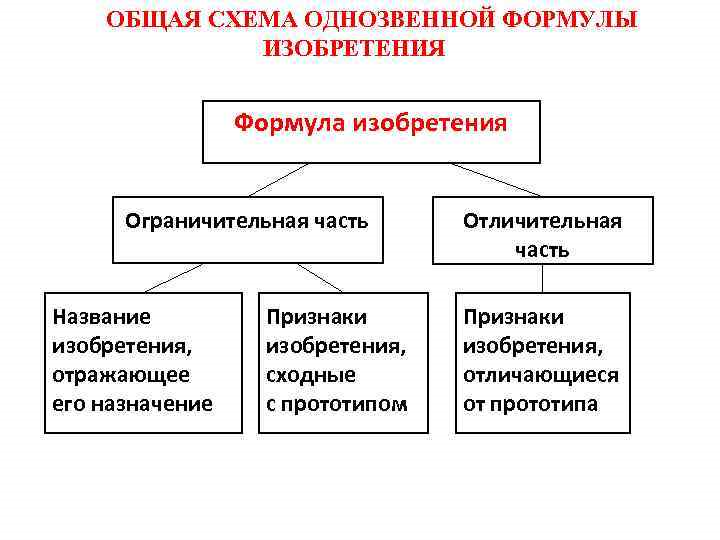 ОБЩАЯ СХЕМА ОДНОЗВЕННОЙ ФОРМУЛЫ
ИЗОБРЕТЕНИЯ
Формула изобретения
Ограничительная часть
Отличительная
часть
Название
изобретения,
отражающее
его назначение
Признаки
изобретения,
сходные
с прототипом
Признаки
изобретения,
отличающиеся
от прототипа